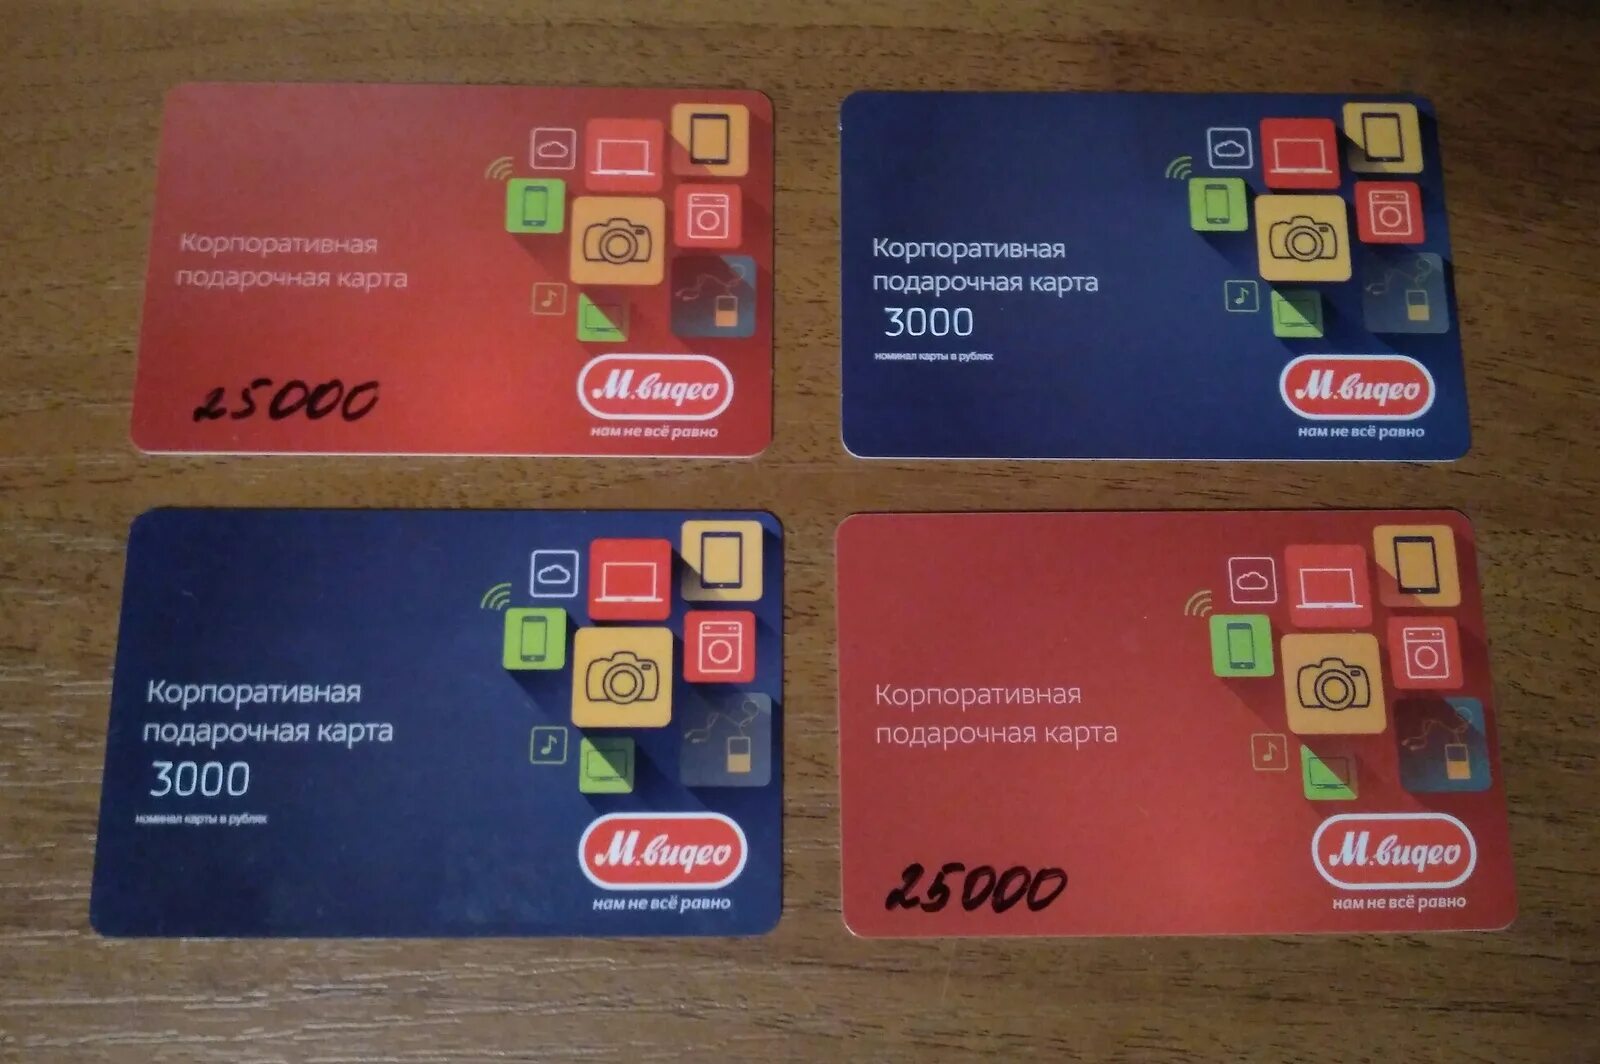 Корпоративная
подарочная карта
25000
М.видео
нам не всё равно
Корпоративная
подарочная карта
3000
номинал карты в рублях
М.видео
нам не всё равно
Корпоративная
подарочная карта
3000
номинал карты в рублях
М.видео
нам не всё равно
Корпоративная
подарочная карта
25000
М.видео
нам не всё равно